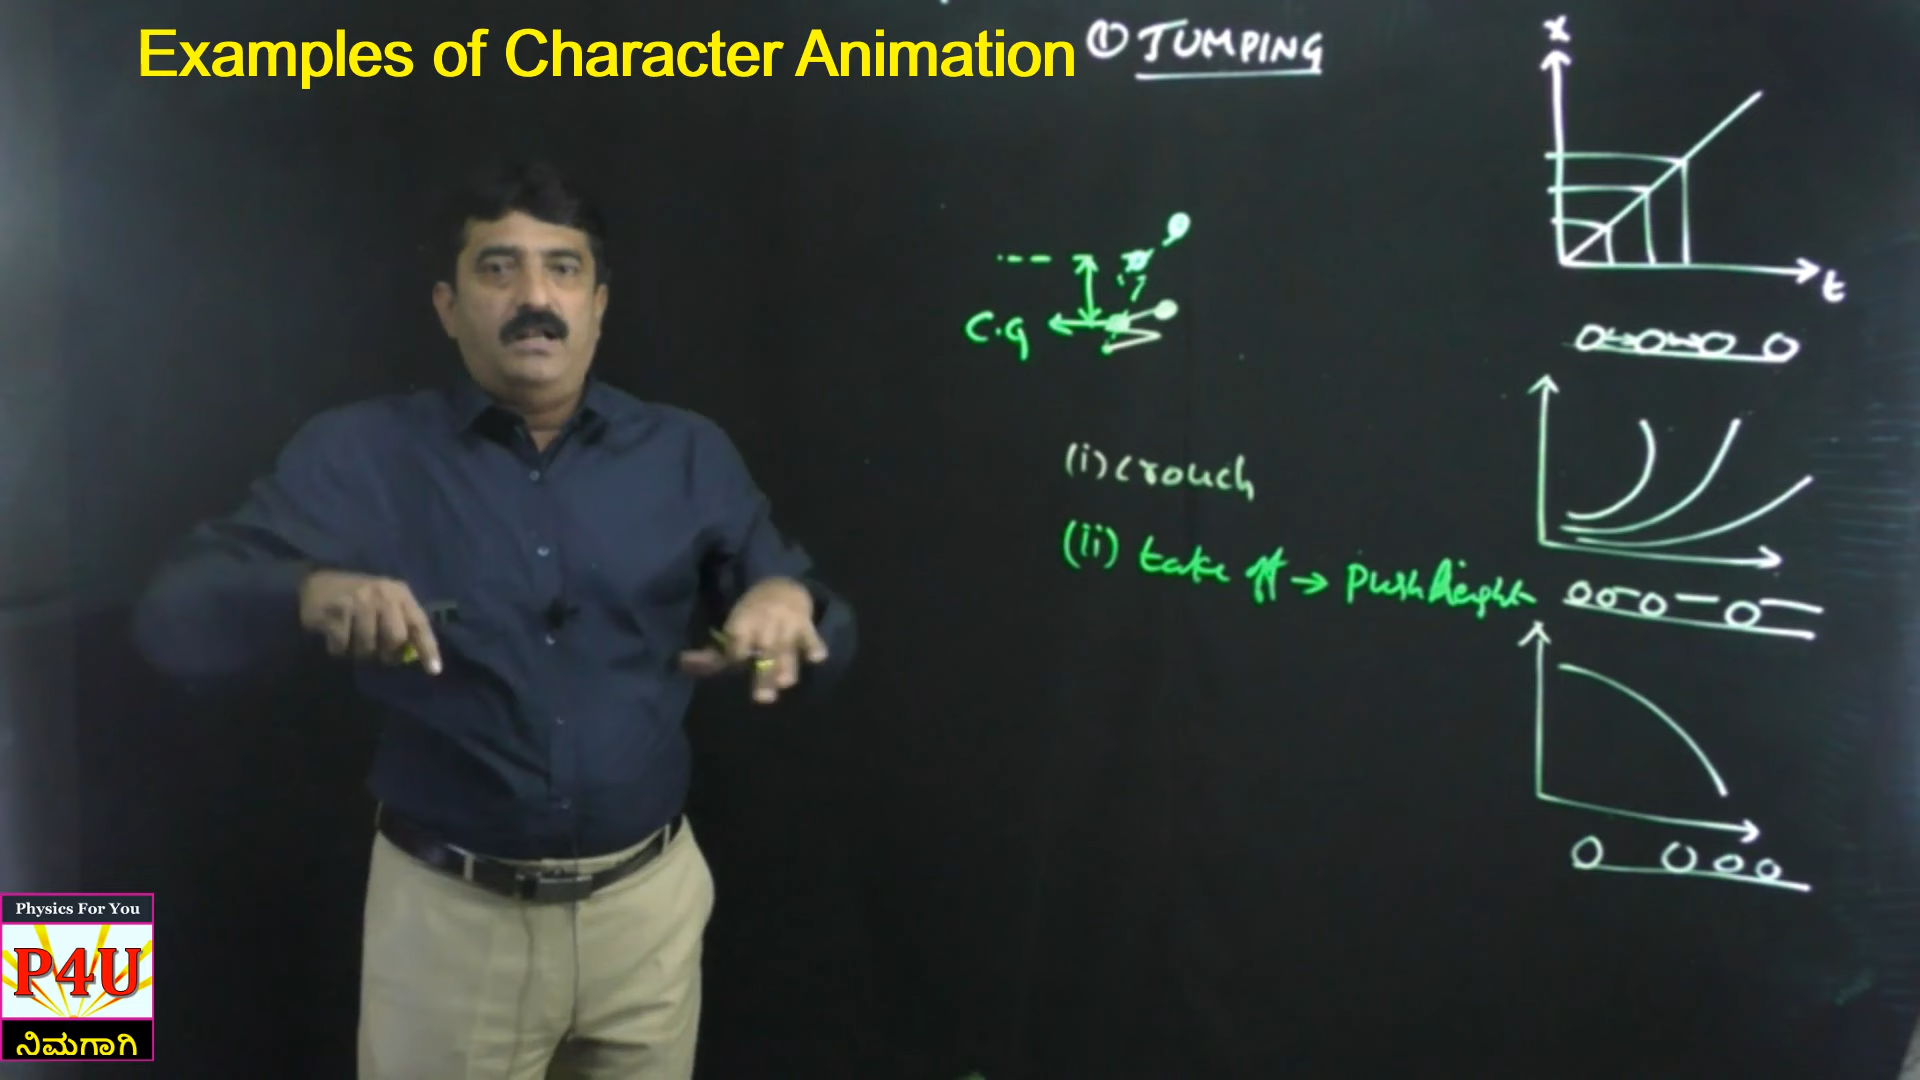 Examples of Character Animation
① JUMPING
x
t
C.G
(i) crouch
(ii) take off → push height
Physics For You
P4U
ನಿಮಗಾಗಿ